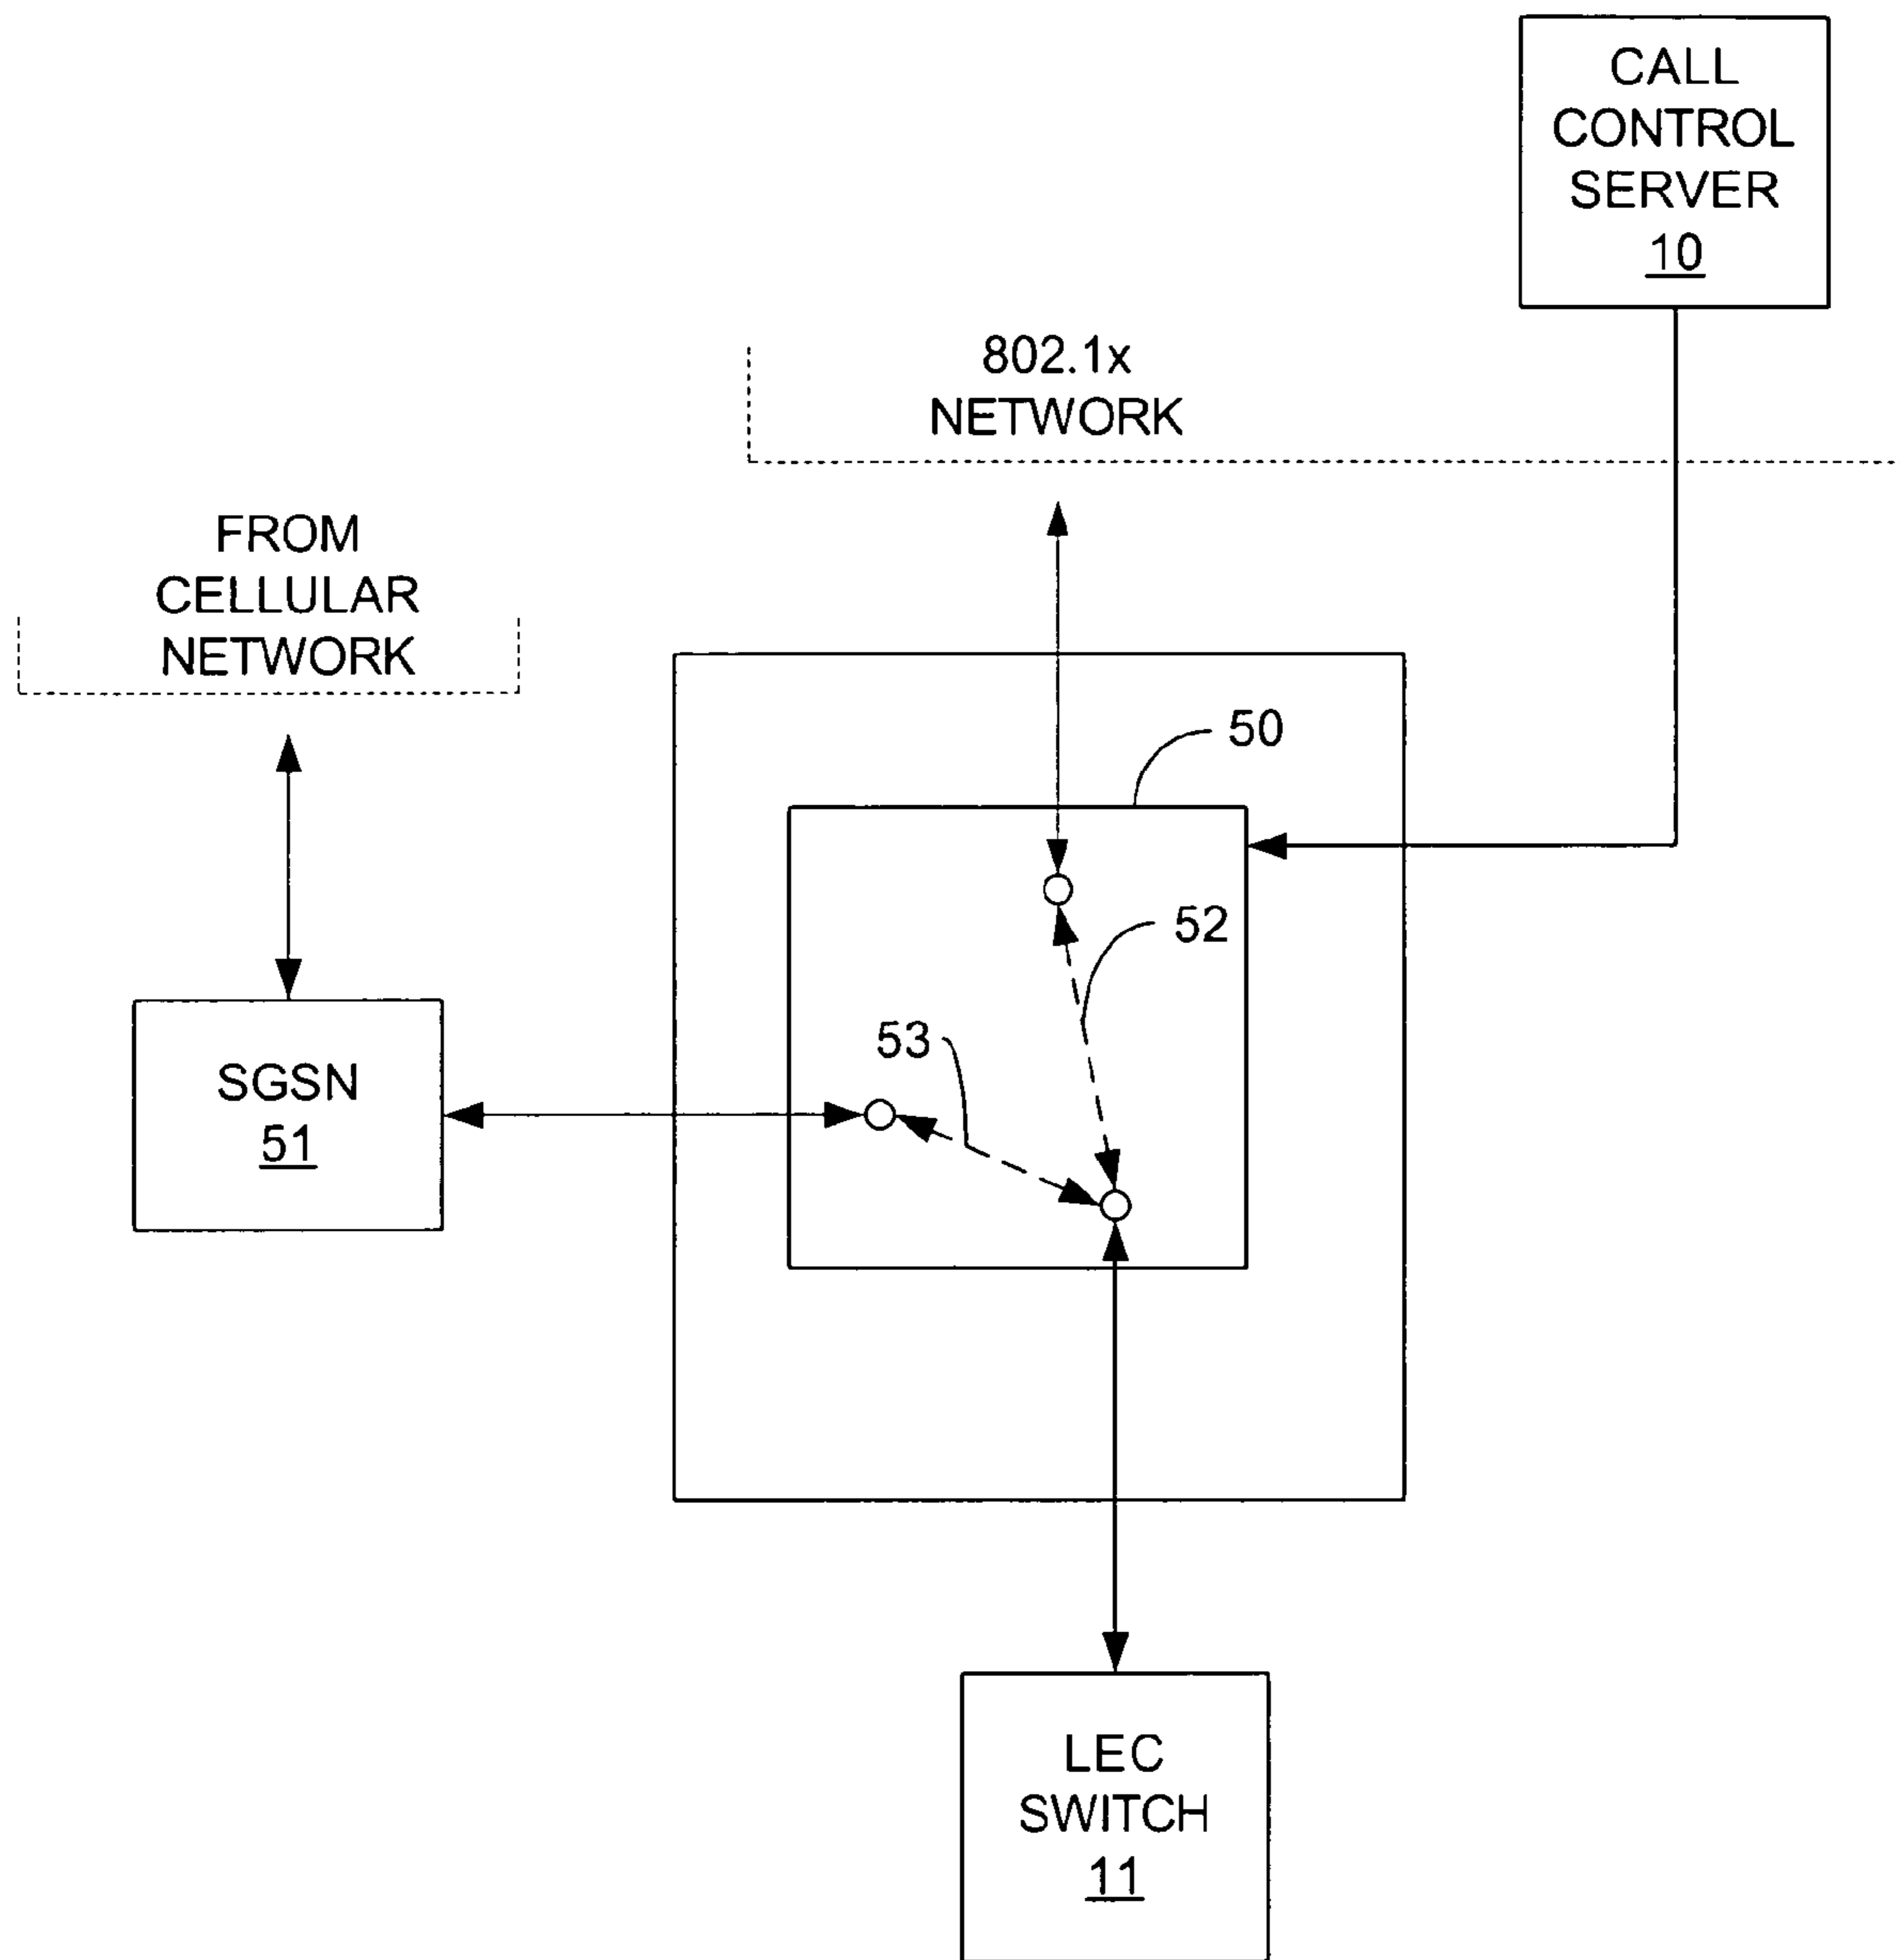 CALL
CONTROL
SERVER
10
802.1x
NETWORK
FROM
CELLULAR
NETWORK
50
52
53
SGSN
51
LEC
SWITCH
11